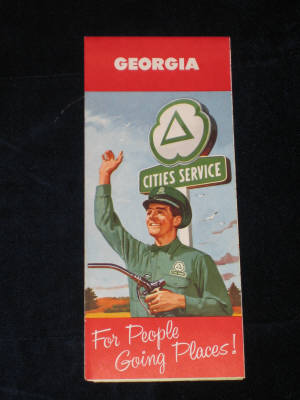 GEORGIA
CITIES SERVICE
For People
Going Places!